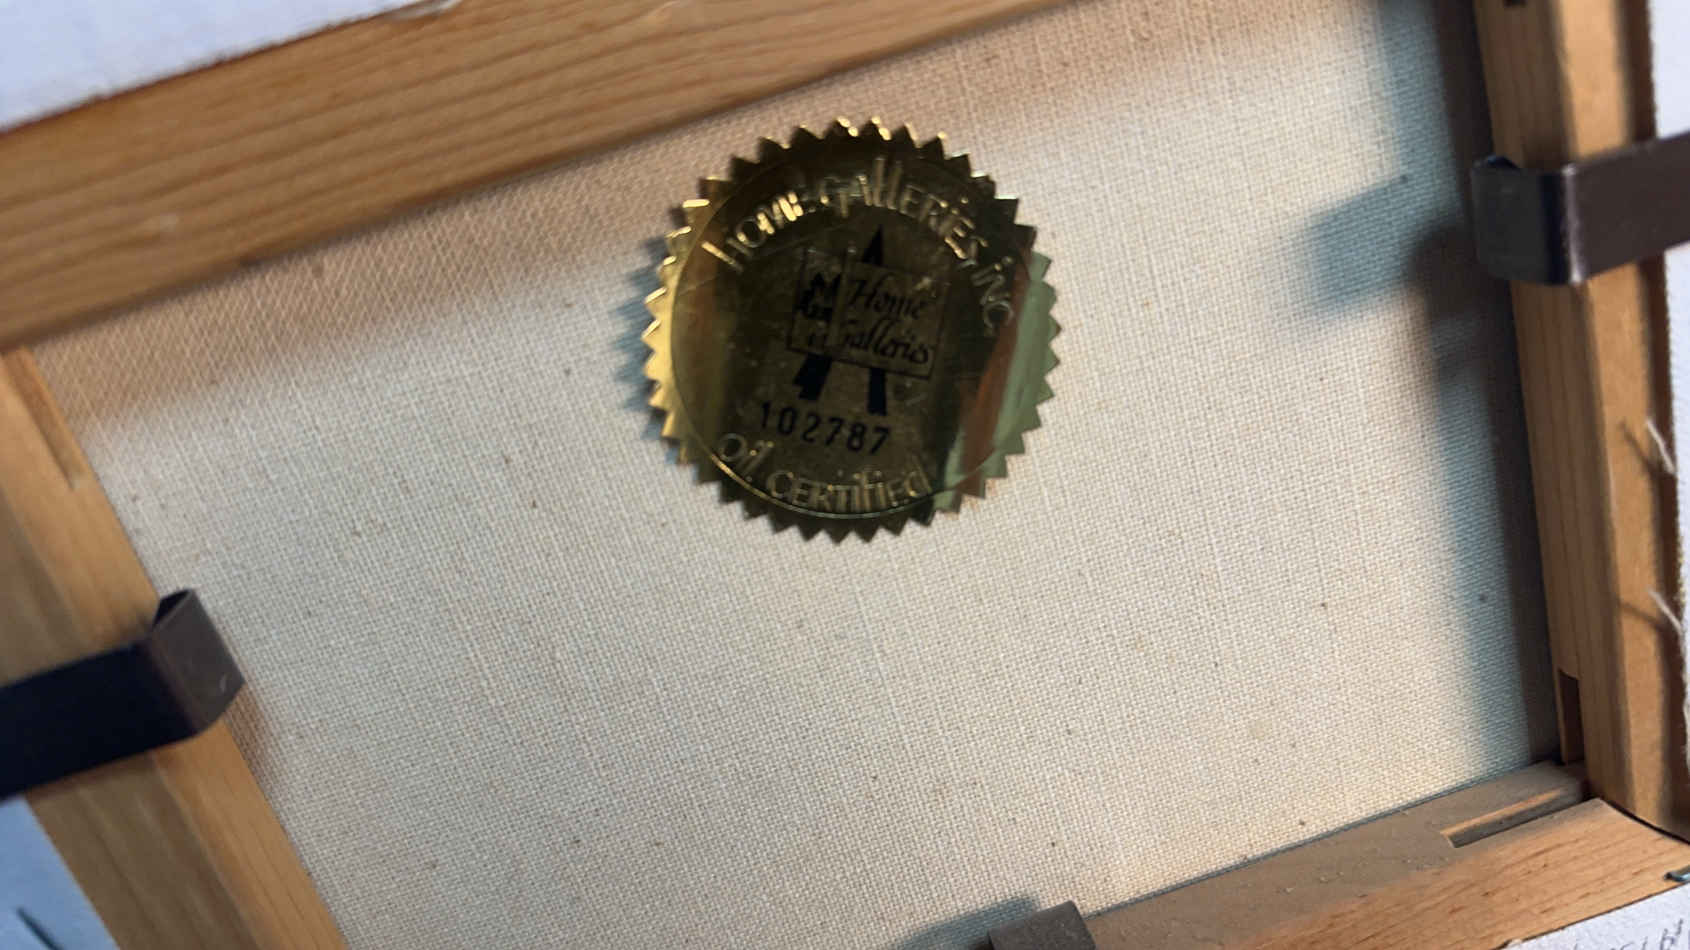 HOME GALLERIES, INC
Home
Galleries
102787
Oil CERTIFIED